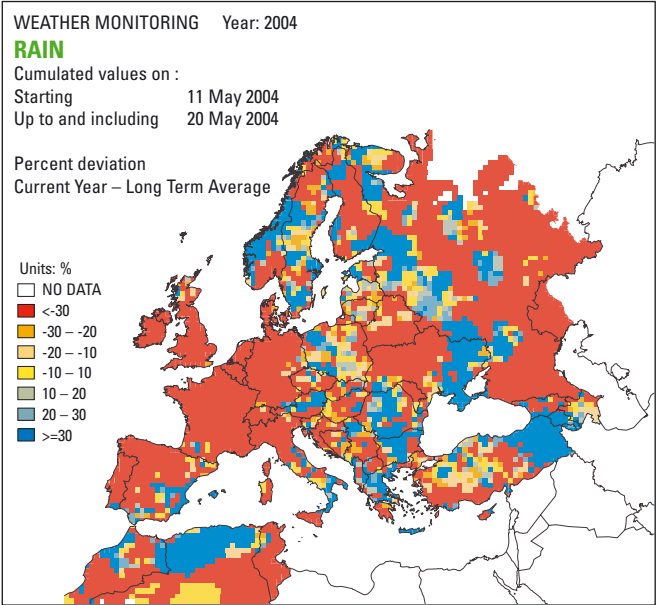 WEATHER MONITORING Year: 2004
RAIN
Cumulated values on :
Starting 11 May 2004
Up to and including 20 May 2004
Percent deviation
Current Year – Long Term Average
Units: %
NO DATA
<-30
-30 – -20
-20 – -10
-10 – 10
10 – 20
20 – 30
>=30